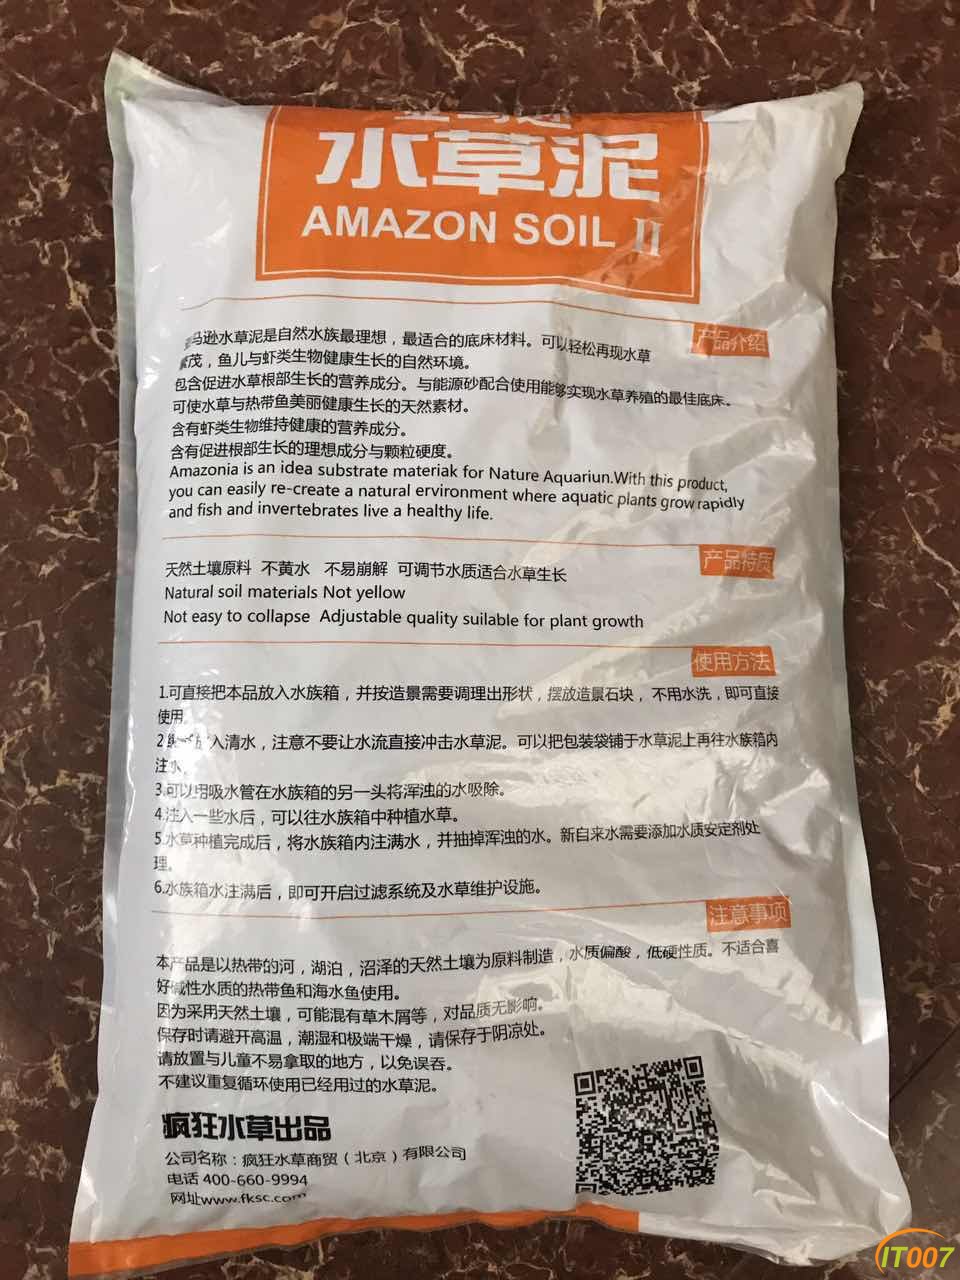 水草泥
AMAZON SOIL II
产品介绍
马逊水草泥是自然水族最理想，最适合的底床材料。可以轻松再现水草
繁茂，鱼儿与虾类生物健康生长的自然环境。
包含促进水草根部生长的营养成分。与能源砂配合使用能够实现水草养殖的最佳底床。
可使水草与热带鱼美丽健康生长的天然素材。
含有虾类生物维持健康的营养成分。
含有促进根部生长的理想成分与颗粒硬度。
Amazonia is an idea substrate materiak for Nature Aquariun.With this product,
you can easily re-create a natural ervironment where aquatic plants grow rapidly
and fish and invertebrates live a healthy life.
产品特质
天然土壤原料 不黄水 不易崩解 可调节水质适合水草生长
Natural soil materials Not yellow
Not easy to collapse Adjustable quality suilable for plant growth
使用方法
1.可直接把本品放入水族箱，并按造景需要调理出形状，摆放造景石块，不用水洗，即可直接
使用。
2 入清水，注意不要让水流直接冲击水草泥。可以把包装袋铺于水草泥上再往水族箱内
注水。
3.可以用吸水管在水族箱的另一头将浑浊的水吸除。
4.注入一些水后，可以往水族箱中种植水草。
5.水草种植完成后，将水族箱内注满水，并抽掉浑浊的水。新自来水需要添加水质安定剂处
理。
6.水族箱水注满后，即可开启过滤系统及水草维护设施。
注意事项
本产品是以热带的河，湖泊，沼泽的天然土壤为原料制造，水质偏酸，低硬性质。不适合喜
好碱性水质的热带鱼和海水鱼使用。
因为采用天然土壤，可能混有草木屑等，对品质无影响。
保存时请避开高温，潮湿和极端干燥，请保存于阴凉处。
请放置与儿童不易拿取的地方，以免误吞。
不建议重复循环使用已经用过的水草泥。
疯狂水草出品
公司名称：疯狂水草商贸（北京）有限公司
电话 400-660-9994
网址www.fksc.com
IT007